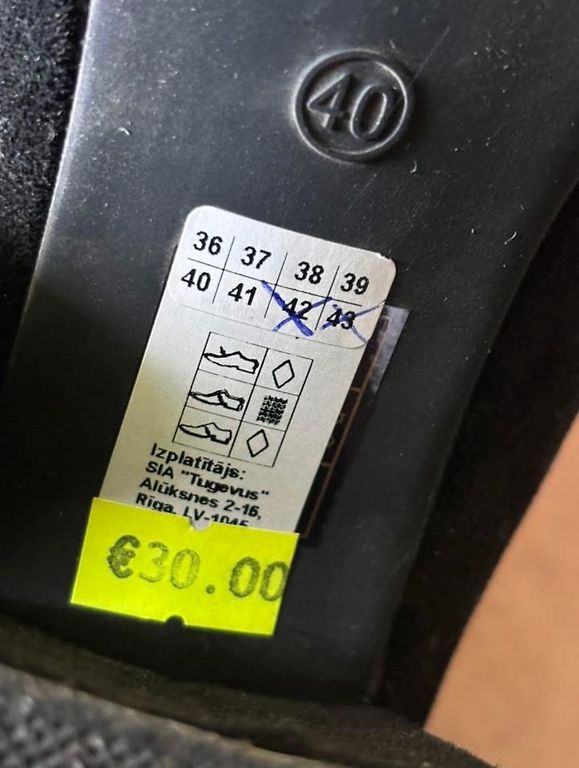 40
36 37 38 39
40 41 42 43
Izplatītājs:
SIA "Tugevus"
Alūksnes 2-16,
Rīga, LV-1045
€30.00